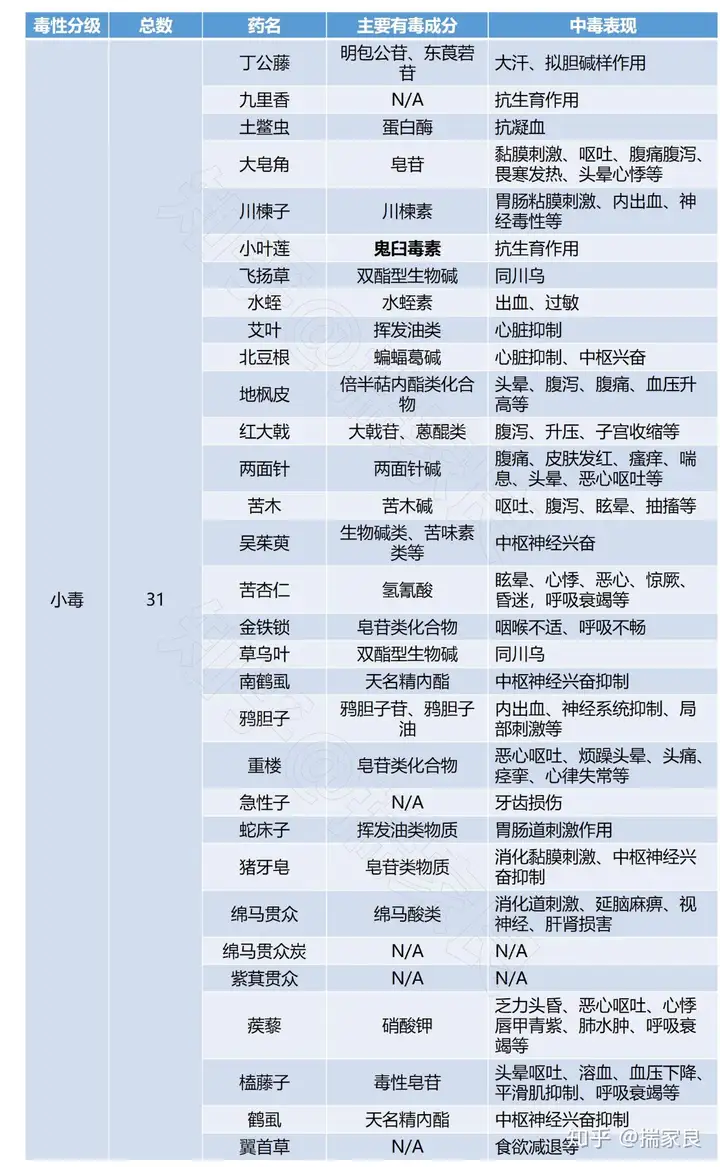 毒性分级 总数 药名 主要有毒成分 中毒表现
丁公藤 明包公苷、东莨菪 大汗、拟胆碱样作用
苷
九里香 N/A 抗生育作用
土鳖虫 蛋白酶 抗凝血
大皂角 皂苷 黏膜刺激、呕吐、腹痛腹泻、
畏寒发热、头晕心悸等
川楝子 川楝素 胃肠粘膜刺激、内出血、神
经毒性等
小叶莲 鬼臼毒素 抗生育作用
飞扬草 双酯型生物碱 同川乌
水蛭 水蛭素 出血、过敏
艾叶 挥发油类 心脏抑制
北豆根 蝙蝠葛碱 心脏抑制、中枢兴奋
地枫皮 倍半萜内酯类化合 头晕、腹泻、腹痛、血压升
物 高等
红大戟 大戟苷、蒽醌类 腹泻、升压、子宫收缩等
两面针 两面针碱 腹痛、皮肤发红、瘙痒、喘
息、头晕、恶心呕吐等
苦木 苦木碱 呕吐、腹泻、眩晕、抽搐等
吴茱萸 生物碱类、苦味素 中枢神经兴奋
类等
小毒 31 苦杏仁 氢氰酸 眩晕、心悸、恶心、惊厥、
昏迷，呼吸衰竭等
金铁锁 皂苷类化合物 咽喉不适、呼吸不畅
草乌叶 双酯型生物碱 同川乌
南鹤虱 天名精内酯 中枢神经兴奋抑制
鸦胆子 鸦胆子苷、鸦胆子 内出血、神经系统抑制、局
油 部刺激等
重楼 皂苷类化合物 恶心呕吐、烦躁头晕、头痛、
痉挛、心律失常等
急性子 N/A 牙齿损伤
蛇床子 挥发油类物质 胃肠道刺激作用
猪牙皂 皂苷类物质 消化黏膜刺激、中枢神经兴
奋抑制
绵马贯众 绵马酸类 消化道刺激、延脑麻痹、视
神经、肝肾损害
绵马贯众炭 N/A N/A
紫萁贯众 N/A N/A
蒺藜 硝酸钾 乏力头昏、恶心呕吐、心悸
唇甲青紫、肺水肿、呼吸衰
竭等
榼藤子 毒性皂苷 头晕呕吐、溶血、血压下降、
平滑肌抑制、呼吸衰竭等
鹤虱 天名精内酯 中枢神经兴奋抑制
翼首草 N/A 食欲减退等
知乎 @揣家良